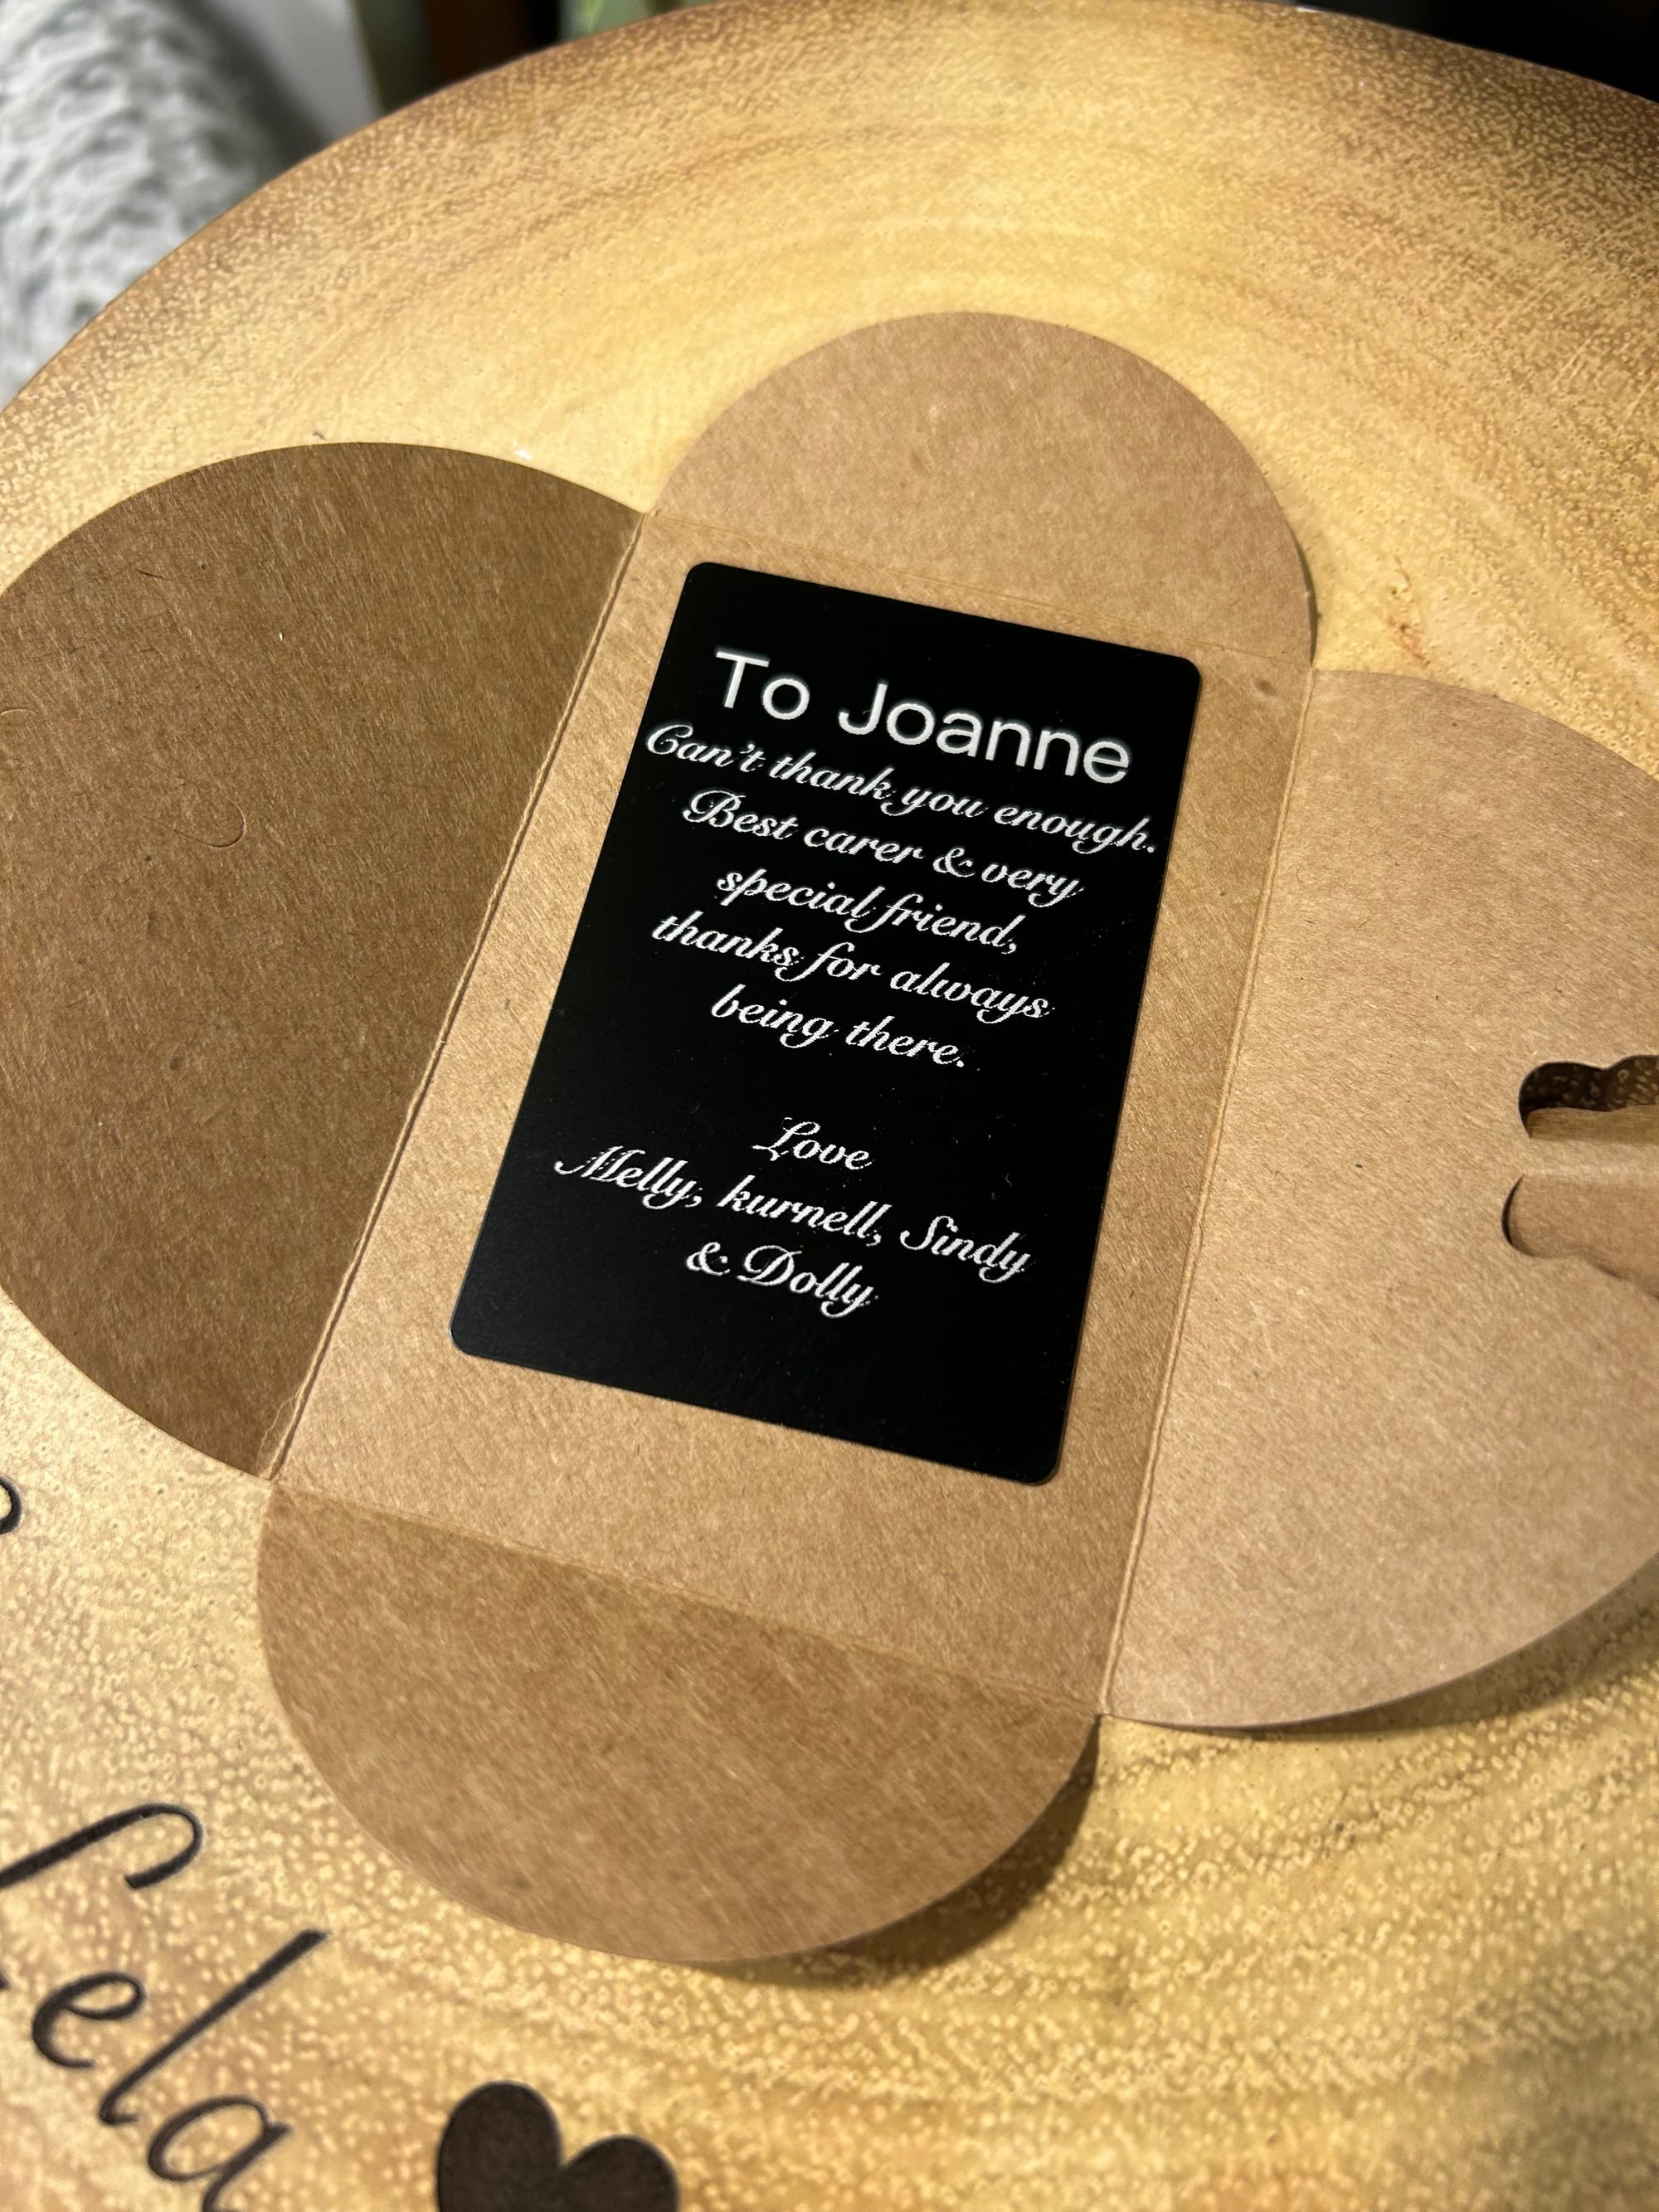 To Joanne
Can't thank you enough.
Best carer & very
special friend,
thanks for always
being there.
Love
Melly, kurnell, Sindy
& Dolly